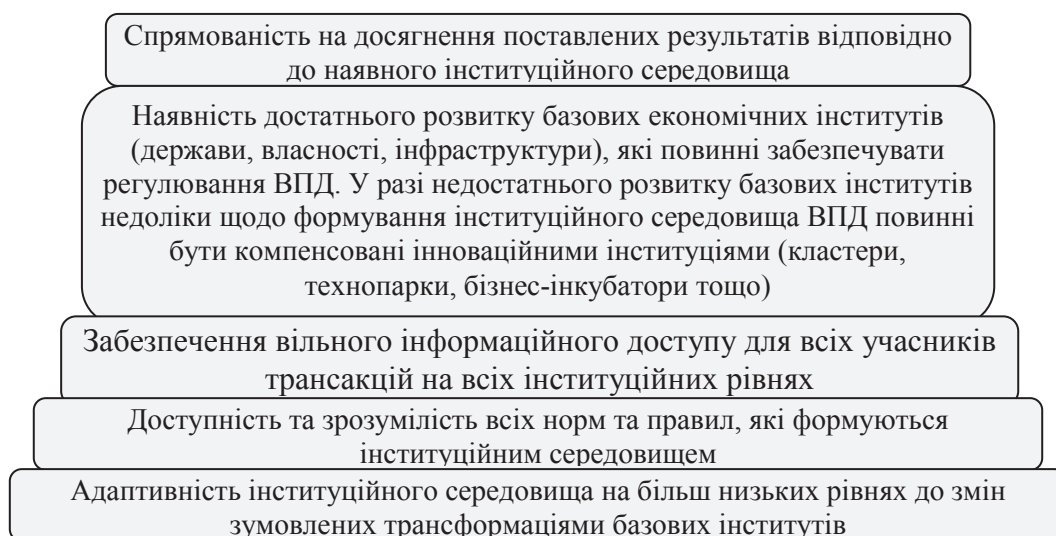 Спрямованість на досягнення поставлених результатів відповідно
до наявного інституційного середовища
Наявність достатнього розвитку базових економічних інститутів
(держави, власності, інфраструктури), які повинні забезпечувати
регулювання ВПД. У разі недостатнього розвитку базових інститутів
недоліки щодо формування інституційного середовища ВПД повинні
бути компенсовані інноваційними інституціями (кластери,
технопарки, бізнес-інкубатори тощо)
Забезпечення вільного інформаційного доступу для всіх учасників
трансакцій на всіх інституційних рівнях
Доступність та зрозумілість всіх норм та правил, які формуються
інституційним середовищем
Адаптивність інституційного середовища на більш низьких рівнях до змін
зумовлених трансформаціями базових інститутів